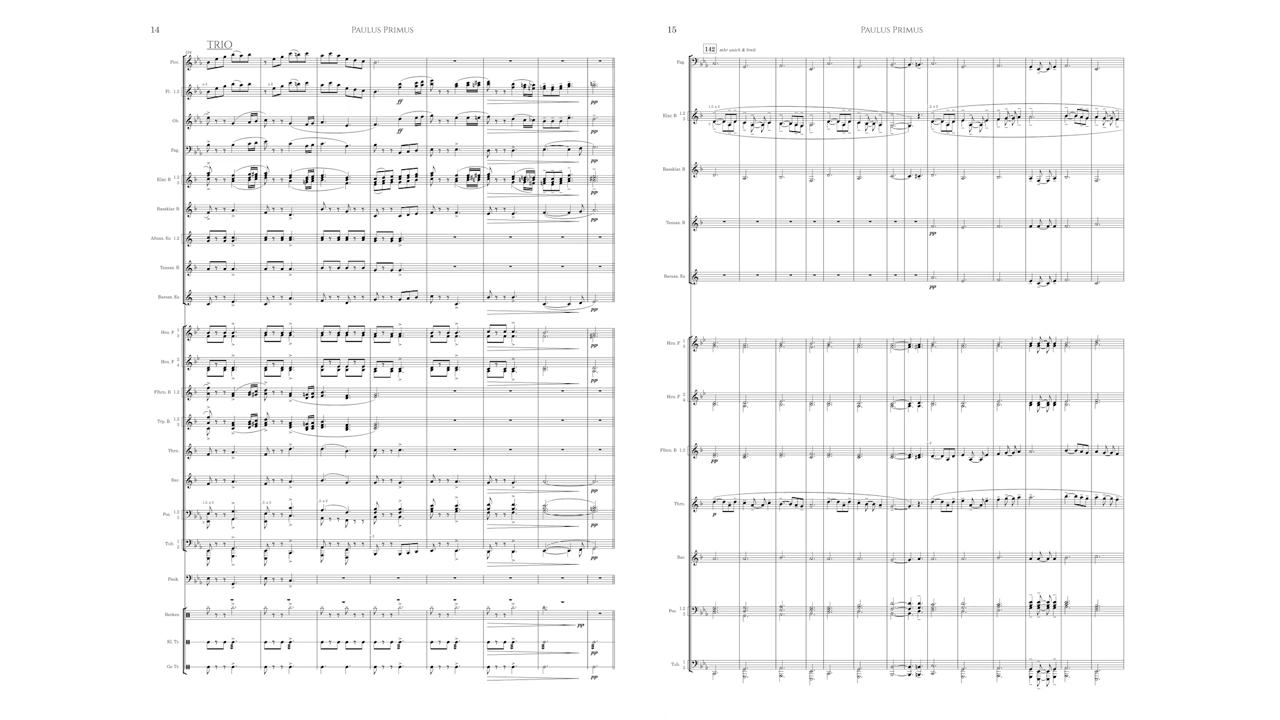 14
PAULUS PRIMUS
TRIO
134
Picc.
Fl. 1.2
Ob.
ff
Fag.
Klar. B 1.2 3
Bassklar. B
Altsax. Es 1.2
Tensax. B
Barsax. Es
Hrn. F 1 3
Hrn. F 2 4
Flhrn. B 1.2
Trp. B 1.2 3
Thrn.
Bar.
Pos. 1.2 3
Tub. 1 2
Pauk.
Becken
Kl. Tr.
Gr. Tr.
pp
15
PAULUS PRIMUS
142 sehr weich & breit
Fag.
Klar. B 1.2 3
Bassklar. B
Tensax. B
pp
Barsax. Es
pp
Hrn. F 1 3
Hrn. F 2 4
Flhrn. B 1.2
pp
Thrn.
p
Bar.
Pos. 1.2 3
Tub. 1 2